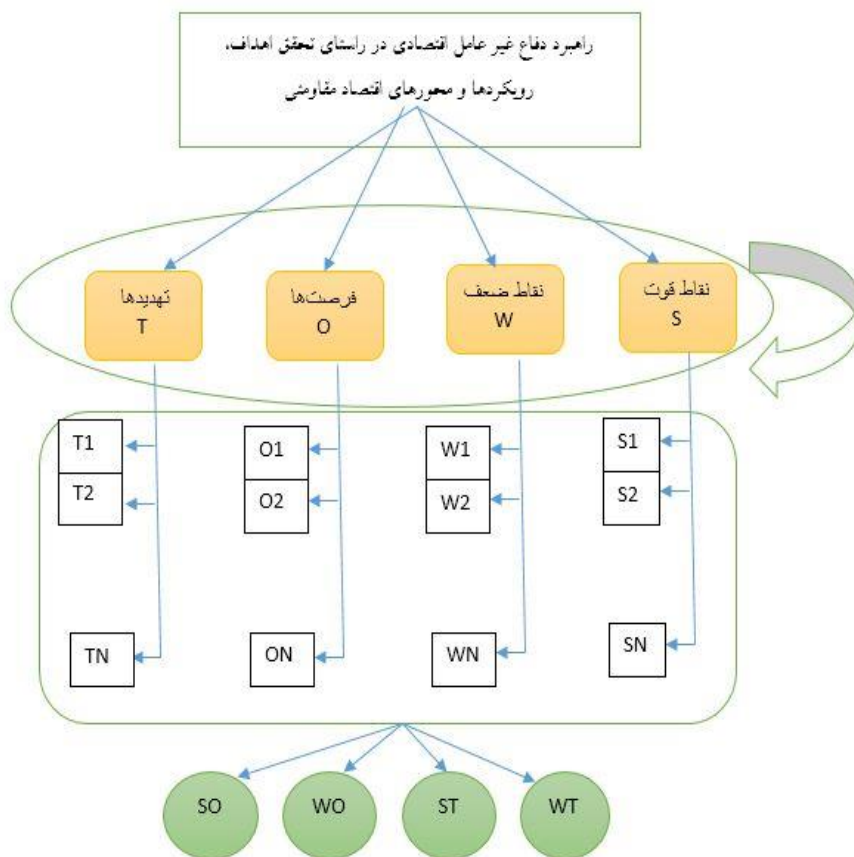 راهبرد دفاع غیر عامل اقتصادی در راستای تحقق اهداف،
رویکردها و محورهای اقتصاد مقاومتی
نقاط قوت
S
نقاط ضعف
W
فرصت‌ها
O
تهدیدها
T
S1
S2
SN
W1
W2
WN
O1
O2
ON
T1
T2
TN
SO
WO
ST
WT